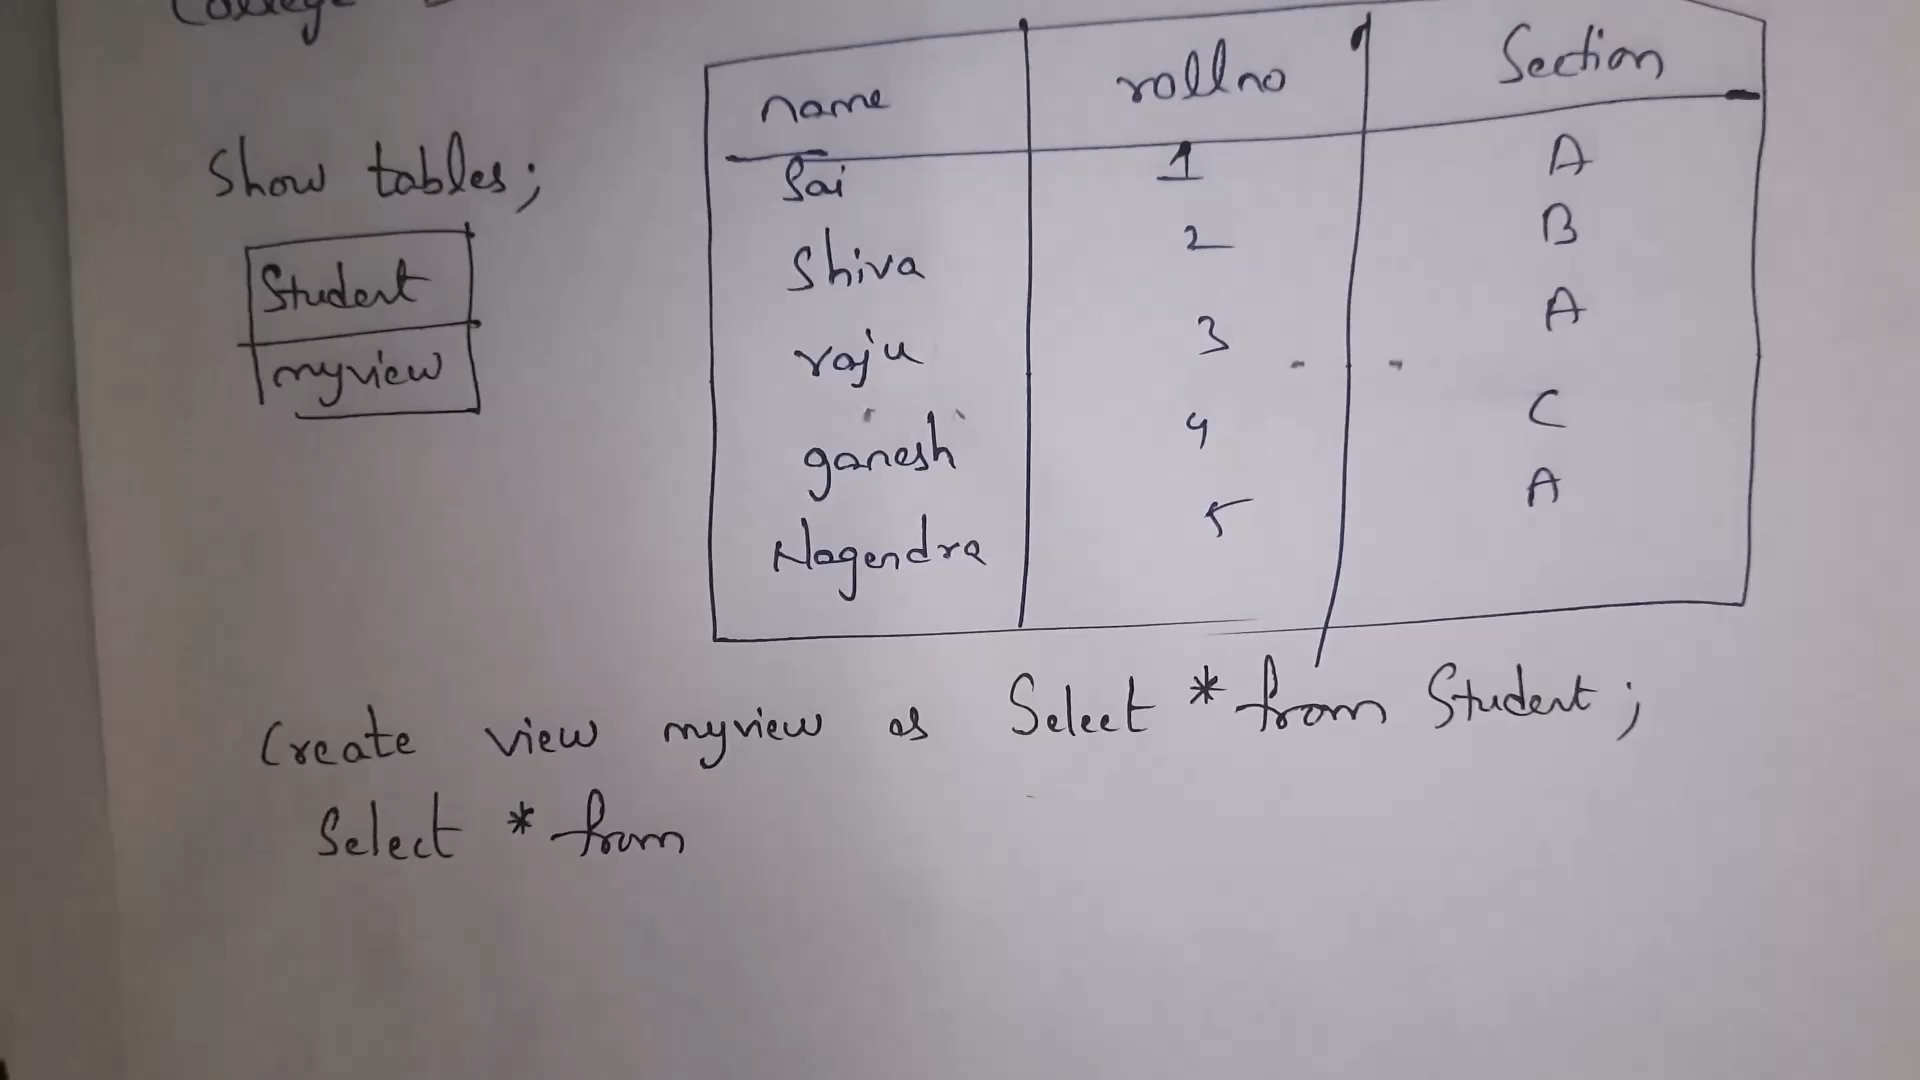 College
Show tables;
Student
myview
name rollno Section
Sai 1 A
Shiva 2 B
raju 3 A
ganesh 4 C
Nagendra 5 A
Create view myview as Select * from Student;
Select * from